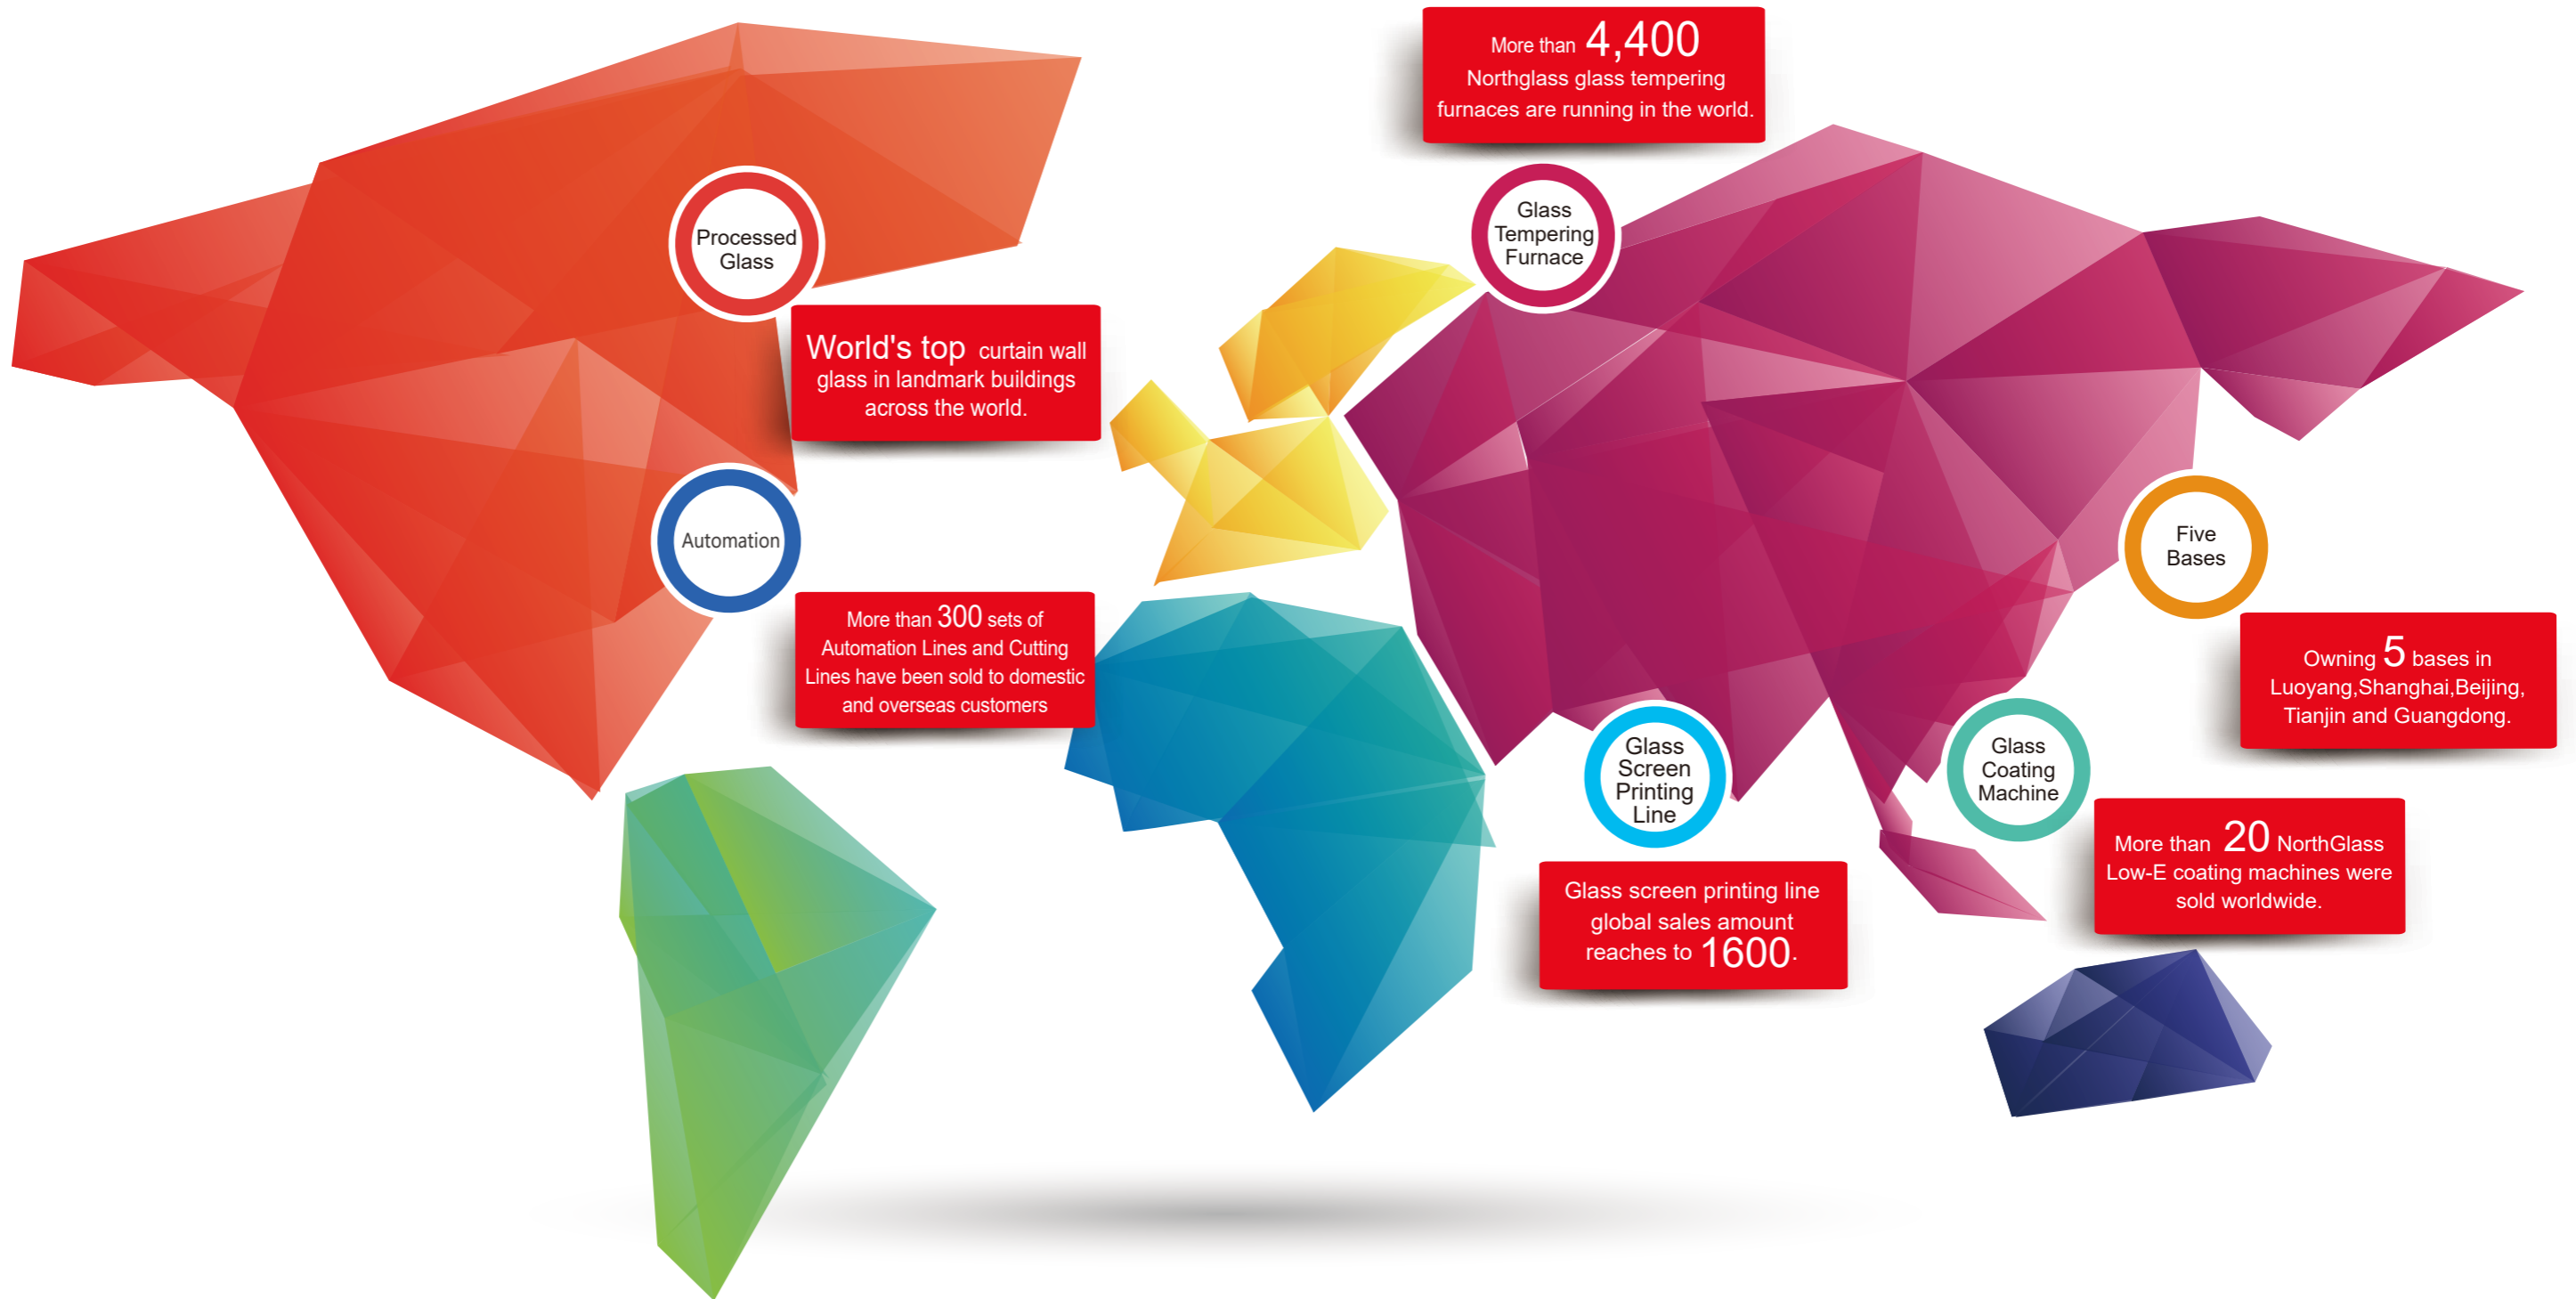 More than 4,400
Northglass glass tempering
furnaces are running in the world.
Glass
Tempering
Furnace
Processed
Glass
World's top curtain wall
glass in landmark buildings
across the world.
Automation
More than 300 sets of
Automation Lines and Cutting
Lines have been sold to domestic
and overseas customers
Five
Bases
Owning 5 bases in
Luoyang,Shanghai,Beijing,
Tianjin and Guangdong.
Glass
Screen
Printing
Line
Glass screen printing line
global sales amount
reaches to 1600.
Glass
Coating
Machine
More than 20 NorthGlass
Low-E coating machines were
sold worldwide.